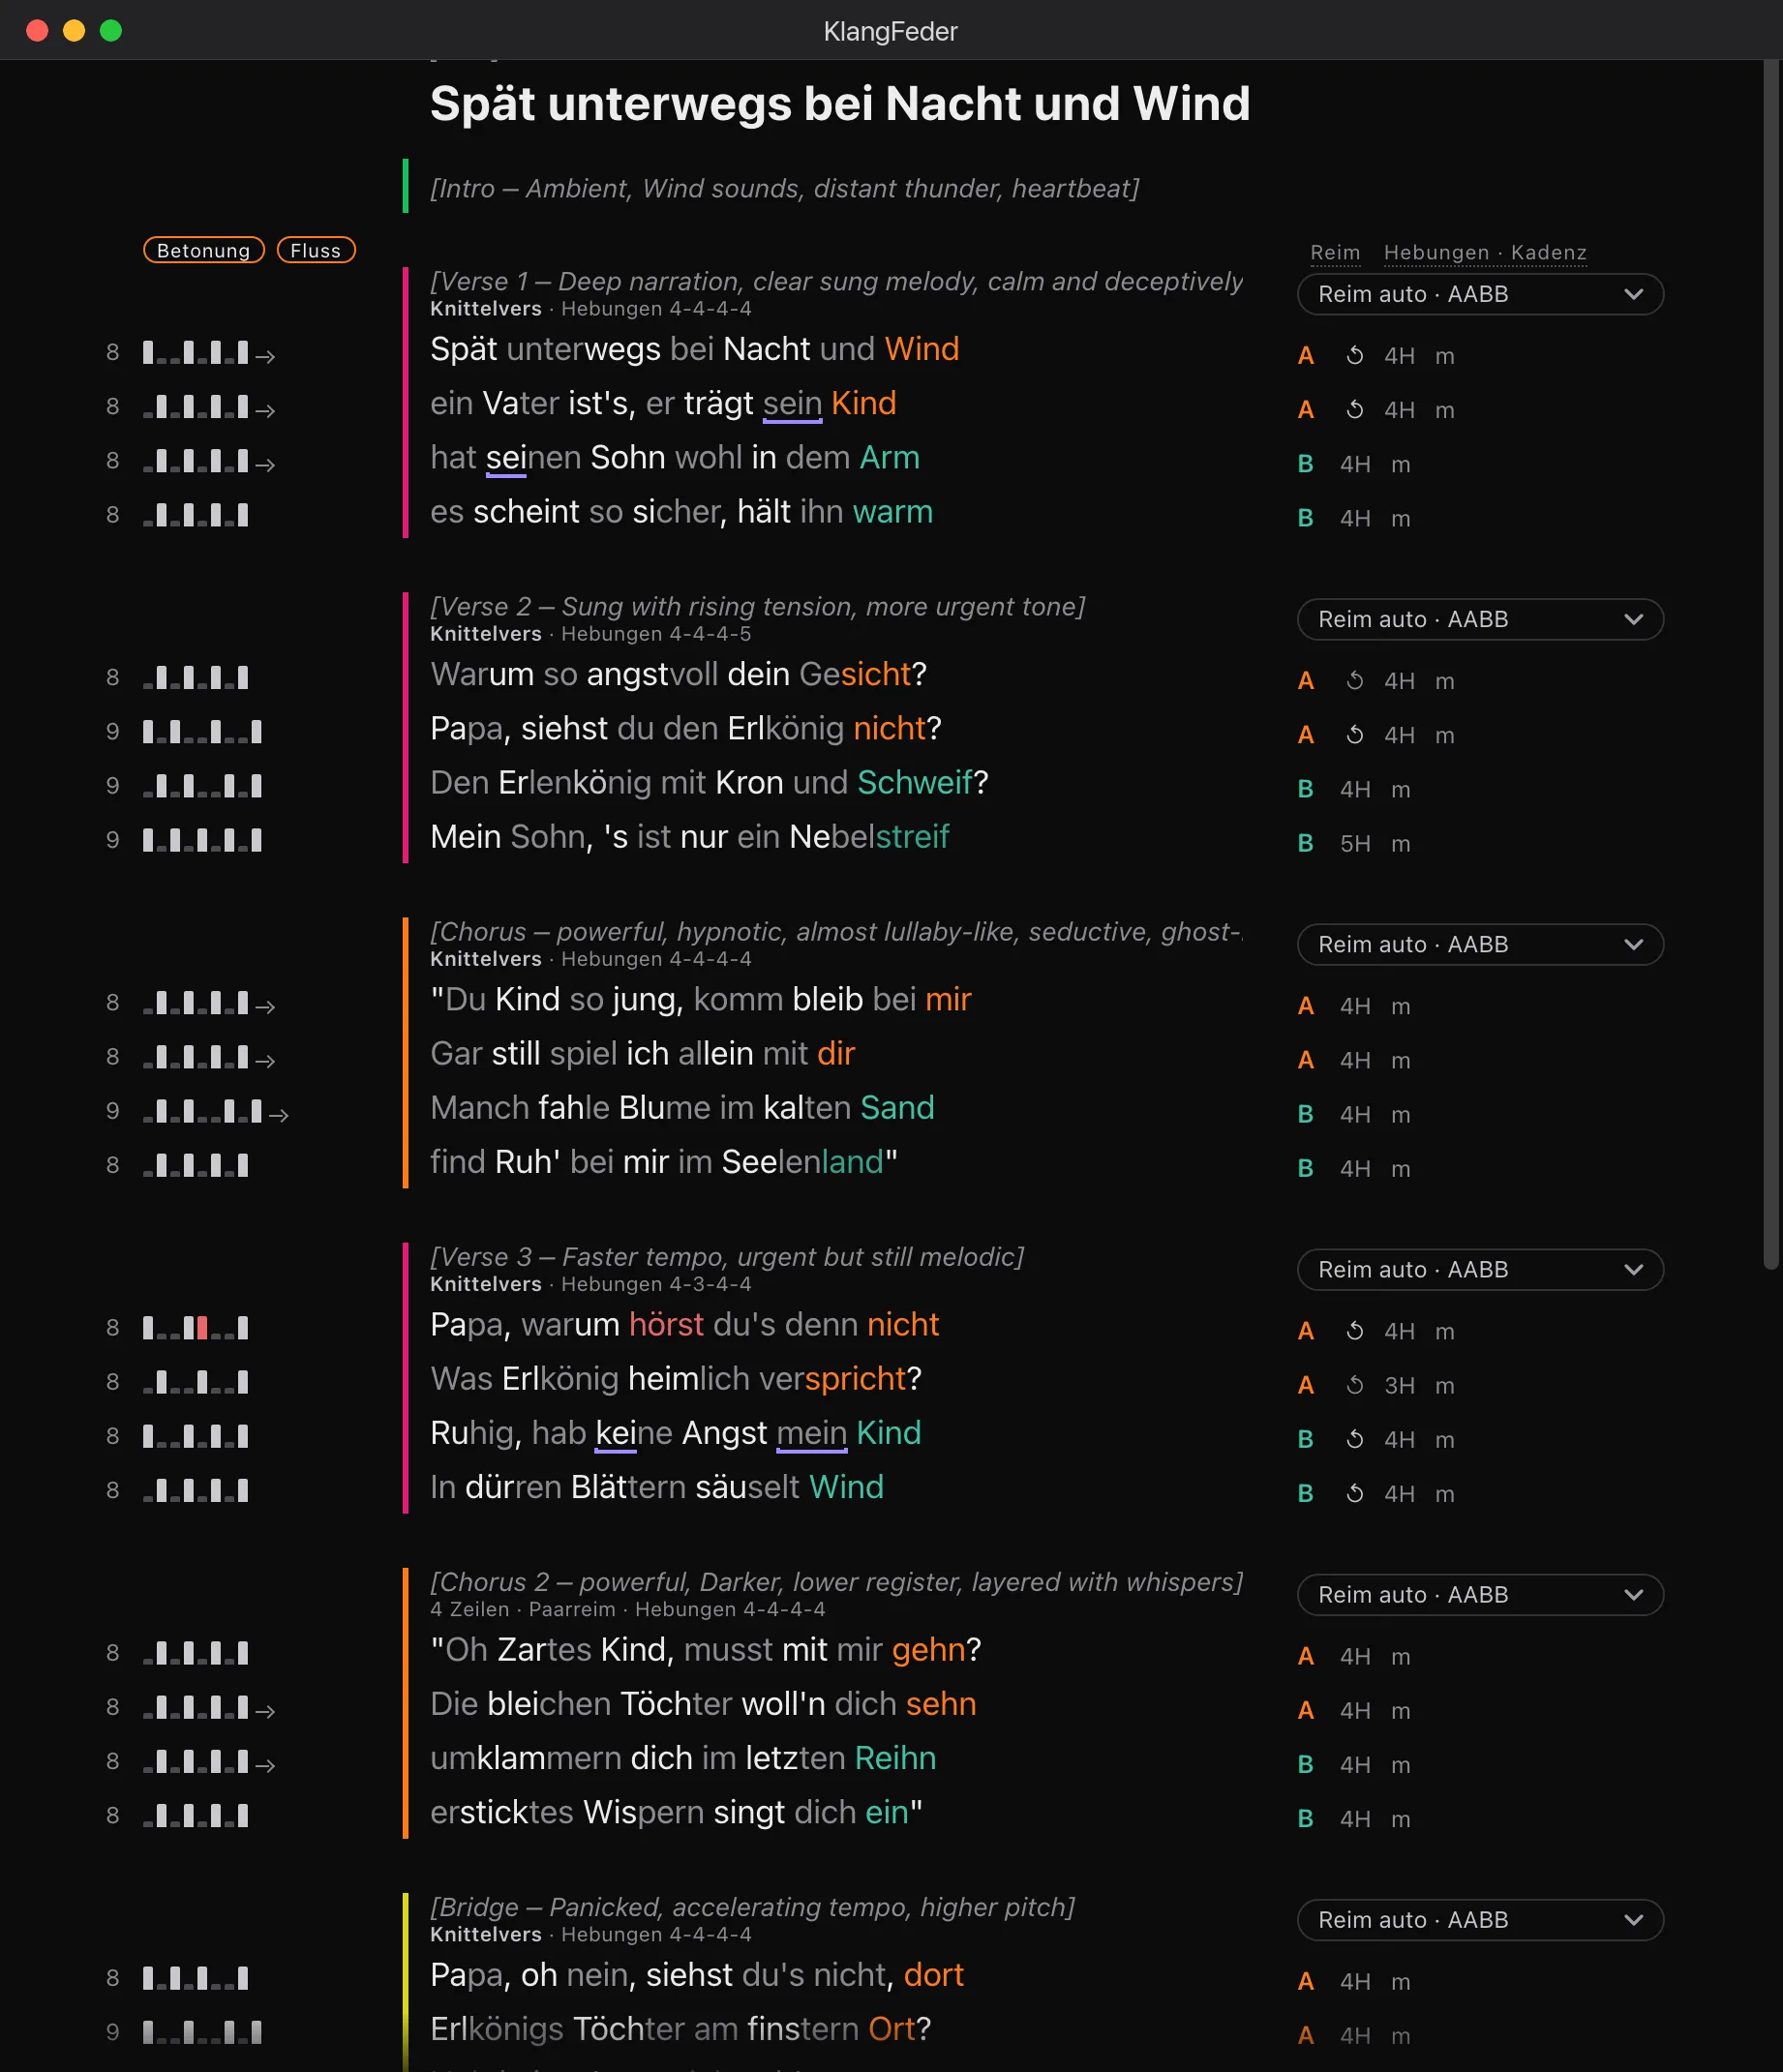 KlangFeder
Spät unterwegs bei Nacht und Wind
[Intro – Ambient, Wind sounds, distant thunder, heartbeat]
Betonung Fluss Reim Hebungen · Kadenz
[Verse 1 – Deep narration, clear sung melody, calm and deceptively
Reim auto · AABB
Knittelvers · Hebungen 4-4-4-4
8 → Spät unterwegs bei Nacht und Wind A 4H m
8 → ein Vater ist's, er trägt sein Kind A 4H m
8 → hat seinen Sohn wohl in dem Arm B 4H m
8 es scheint so sicher, hält ihn warm B 4H m
[Verse 2 – Sung with rising tension, more urgent tone]
Reim auto · AABB
Knittelvers · Hebungen 4-4-4-5
8 Warum so angstvoll dein Gesicht? A 4H m
9 Papa, siehst du den Erlkönig nicht? A 4H m
9 Den Erlenkönig mit Kron und Schweif? B 4H m
9 Mein Sohn, 's ist nur ein Nebelstreif B 5H m
[Chorus – powerful, hypnotic, almost lullaby-like, seductive, ghost-
Reim auto · AABB
Knittelvers · Hebungen 4-4-4-4
8 → "Du Kind so jung, komm bleib bei mir A 4H m
8 → Gar still spiel ich allein mit dir A 4H m
9 → Manch fahle Blume im kalten Sand B 4H m
8 find Ruh' bei mir im Seelenland" B 4H m
[Verse 3 – Faster tempo, urgent but still melodic]
Reim auto · AABB
Knittelvers · Hebungen 4-3-4-4
8 Papa, warum hörst du's denn nicht A 4H m
8 Was Erlkönig heimlich verspricht? A 3H m
8 Ruhig, hab keine Angst mein Kind B 4H m
8 In dürren Blättern säuselt Wind B 4H m
[Chorus 2 – powerful, Darker, lower register, layered with whispers]
Reim auto · AABB
4 Zeilen · Paarreim · Hebungen 4-4-4-4
8 "Oh Zartes Kind, musst mit mir gehn? A 4H m
8 → Die bleichen Töchter woll'n dich sehn A 4H m
8 → umklammern dich im letzten Reihn B 4H m
8 ersticktes Wispern singt dich ein" B 4H m
[Bridge – Panicked, accelerating tempo, higher pitch]
Reim auto · AABB
Knittelvers · Hebungen 4-4-4-4
8 Papa, oh nein, siehst du's nicht, dort A 4H m
9 Erlkönigs Töchter am finstern Ort? A 4H m